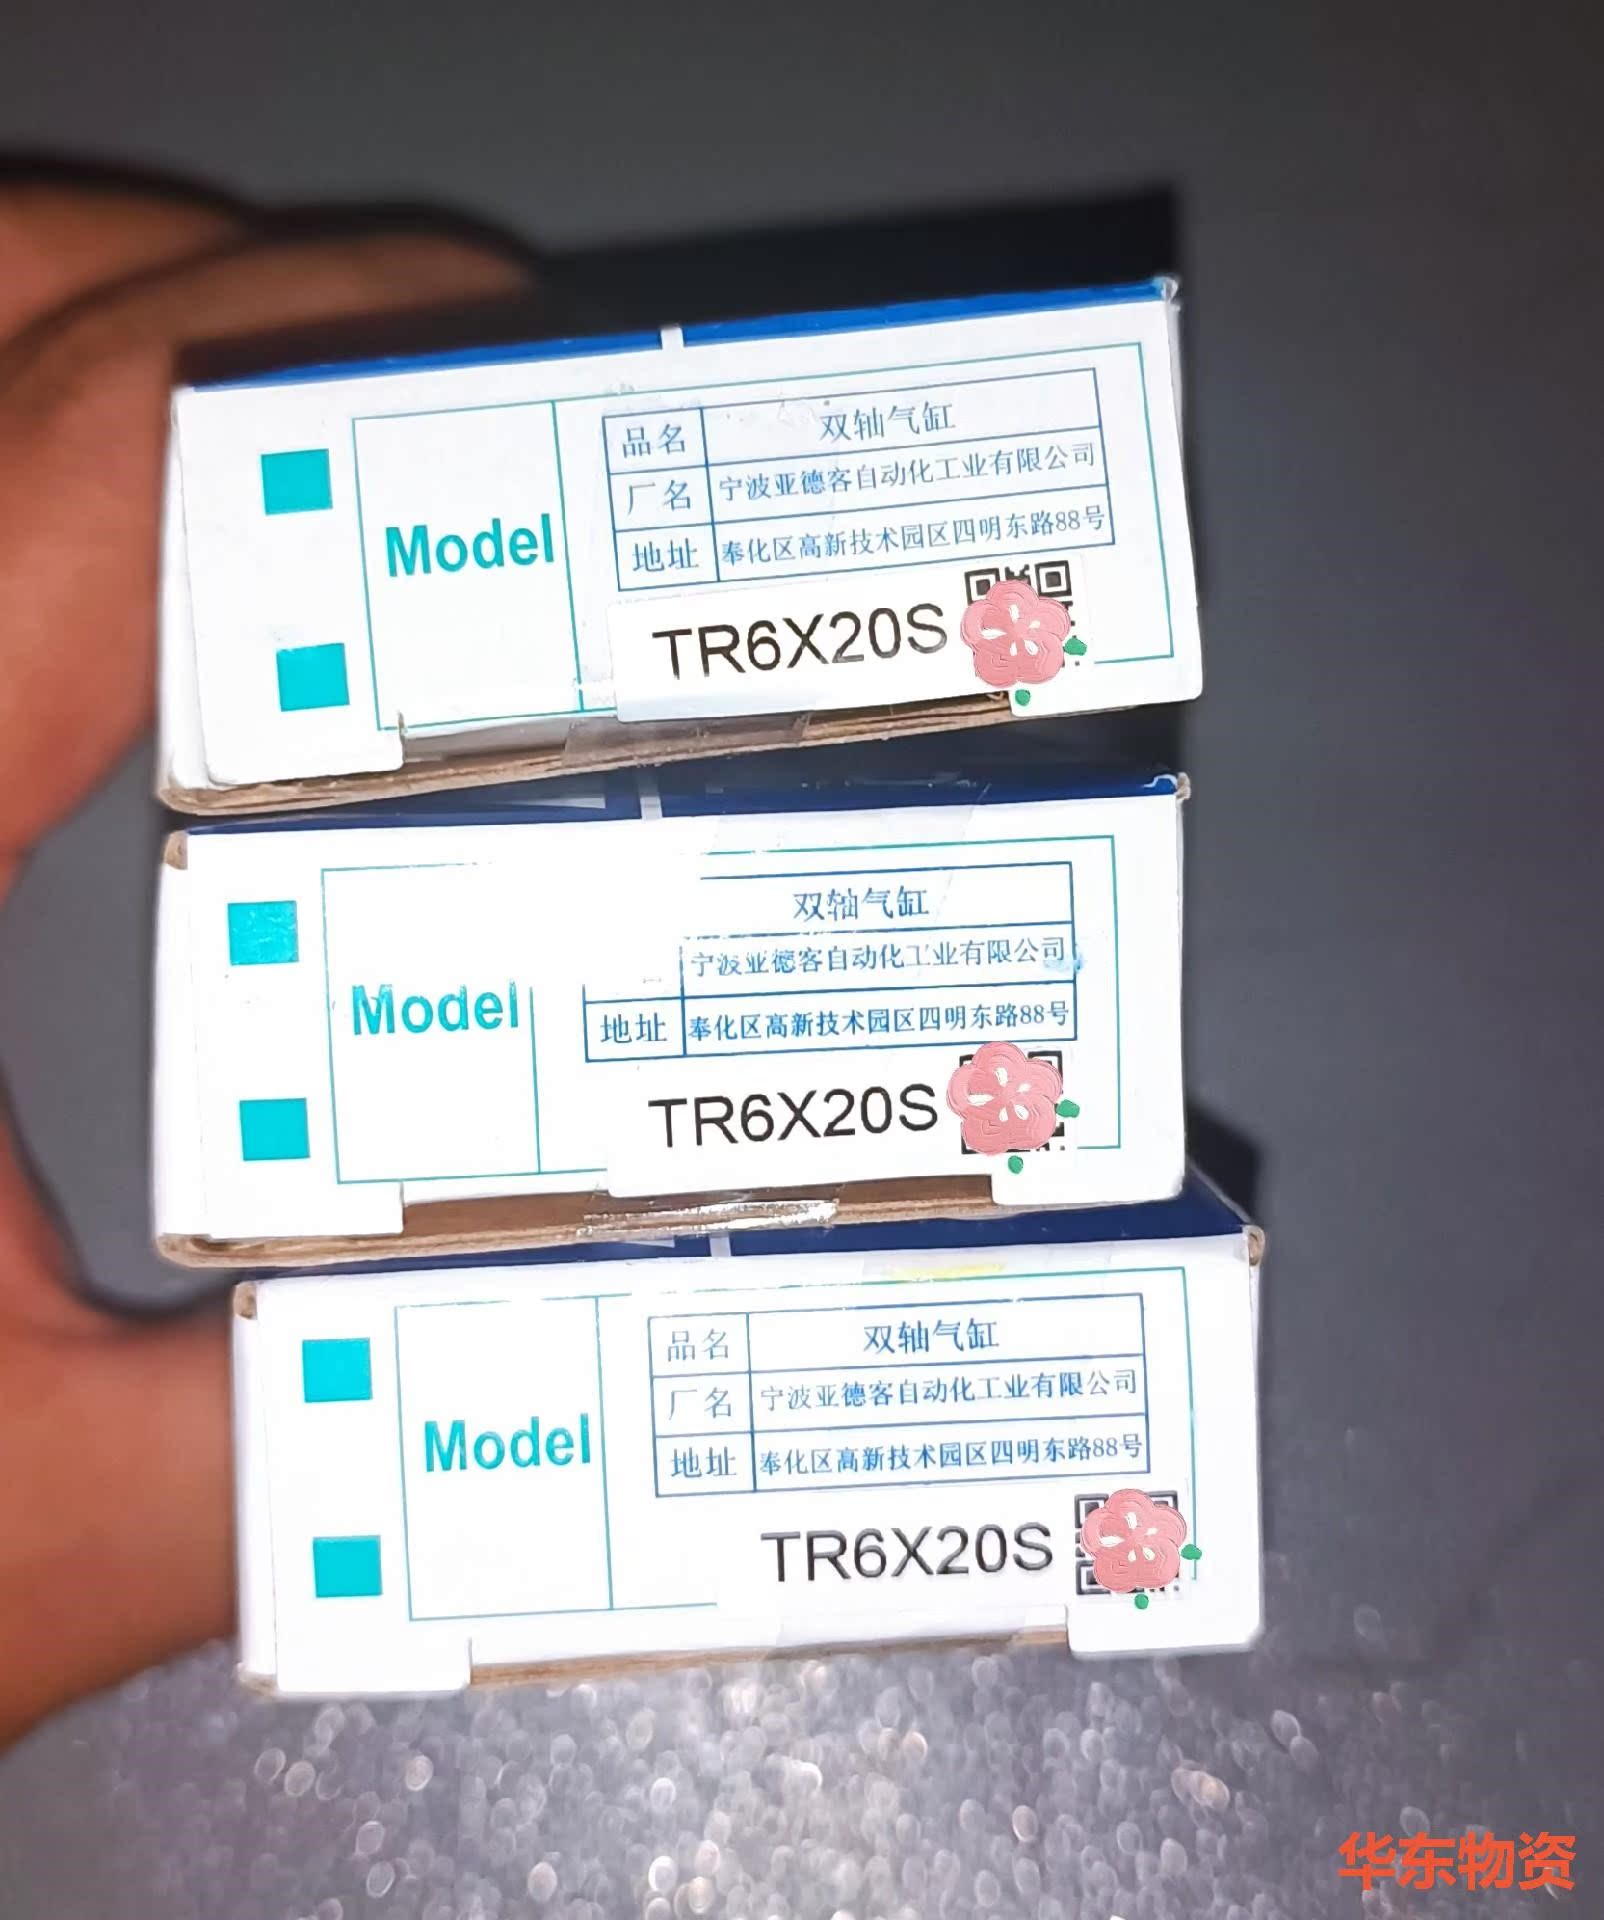 品名 双轴气缸
厂名 宁波亚德客自动化工业有限公司
Model
地址 奉化区高新技术园区四明东路88号
TR6X20S
双轴气缸
宁波亚德客自动化工业有限公司
Model
地址 奉化区高新技术园区四明东路88号
TR6X20S
品名 双轴气缸
厂名 宁波亚德客自动化工业有限公司
Model
地址 奉化区高新技术园区四明东路88号
TR6X20S
华东物资